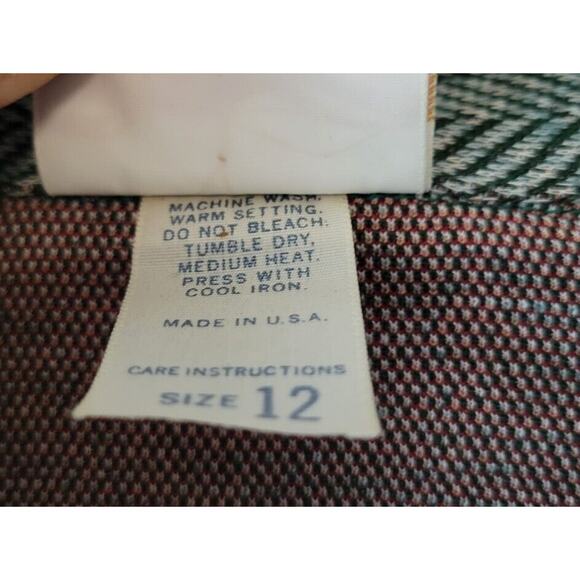 MACHINE WASH.
WARM SETTING.
DO NOT BLEACH.
TUMBLE DRY,
MEDIUM HEAT.
PRESS WITH
COOL IRON.
MADE IN U.S.A.
CARE INSTRUCTIONS
SIZE 12